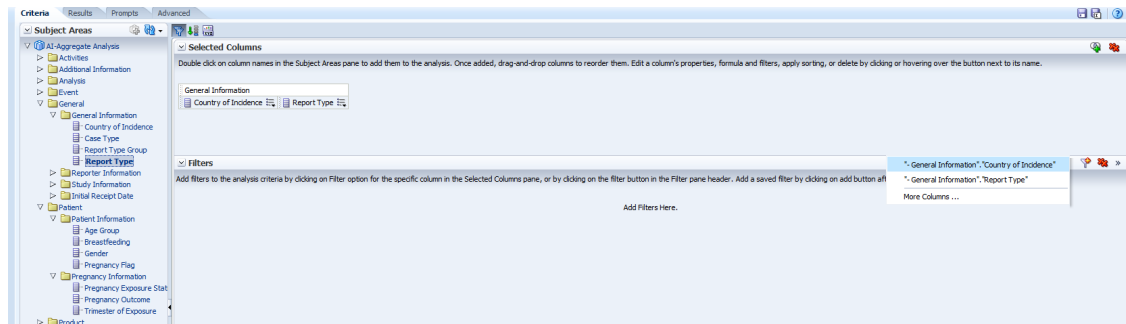 Criteria Results Prompts Advanced
Subject Areas
AI-Aggregate Analysis
Activities
Additional Information
Analysis
Event
General
General Information
Country of Incidence
Case Type
Report Type Group
Report Type
Reporter Information
Study Information
Initial Receipt Date
Patient
Patient Information
Age Group
Breastfeeding
Gender
Pregnancy Flag
Pregnancy Information
Pregnancy Exposure Stat
Pregnancy Outcome
Trimester of Exposure
Product
Selected Columns
Double click on column names in the Subject Areas pane to add them to the analysis. Once added, drag-and-drop columns to reorder them. Edit a column's properties, formula and filters, apply sorting, or delete by clicking or hovering over the button next to its name.
General Information
Country of Incidence Report Type
Filters
Add filters to the analysis criteria by clicking on Filter option for the specific column in the Selected Columns pane, or by clicking on the filter button in the Filter pane header. Add a saved filter by clicking on add button aft
Add Filters Here.
"- General Information"."Country of Incidence"
"- General Information"."Report Type"
More Columns ...